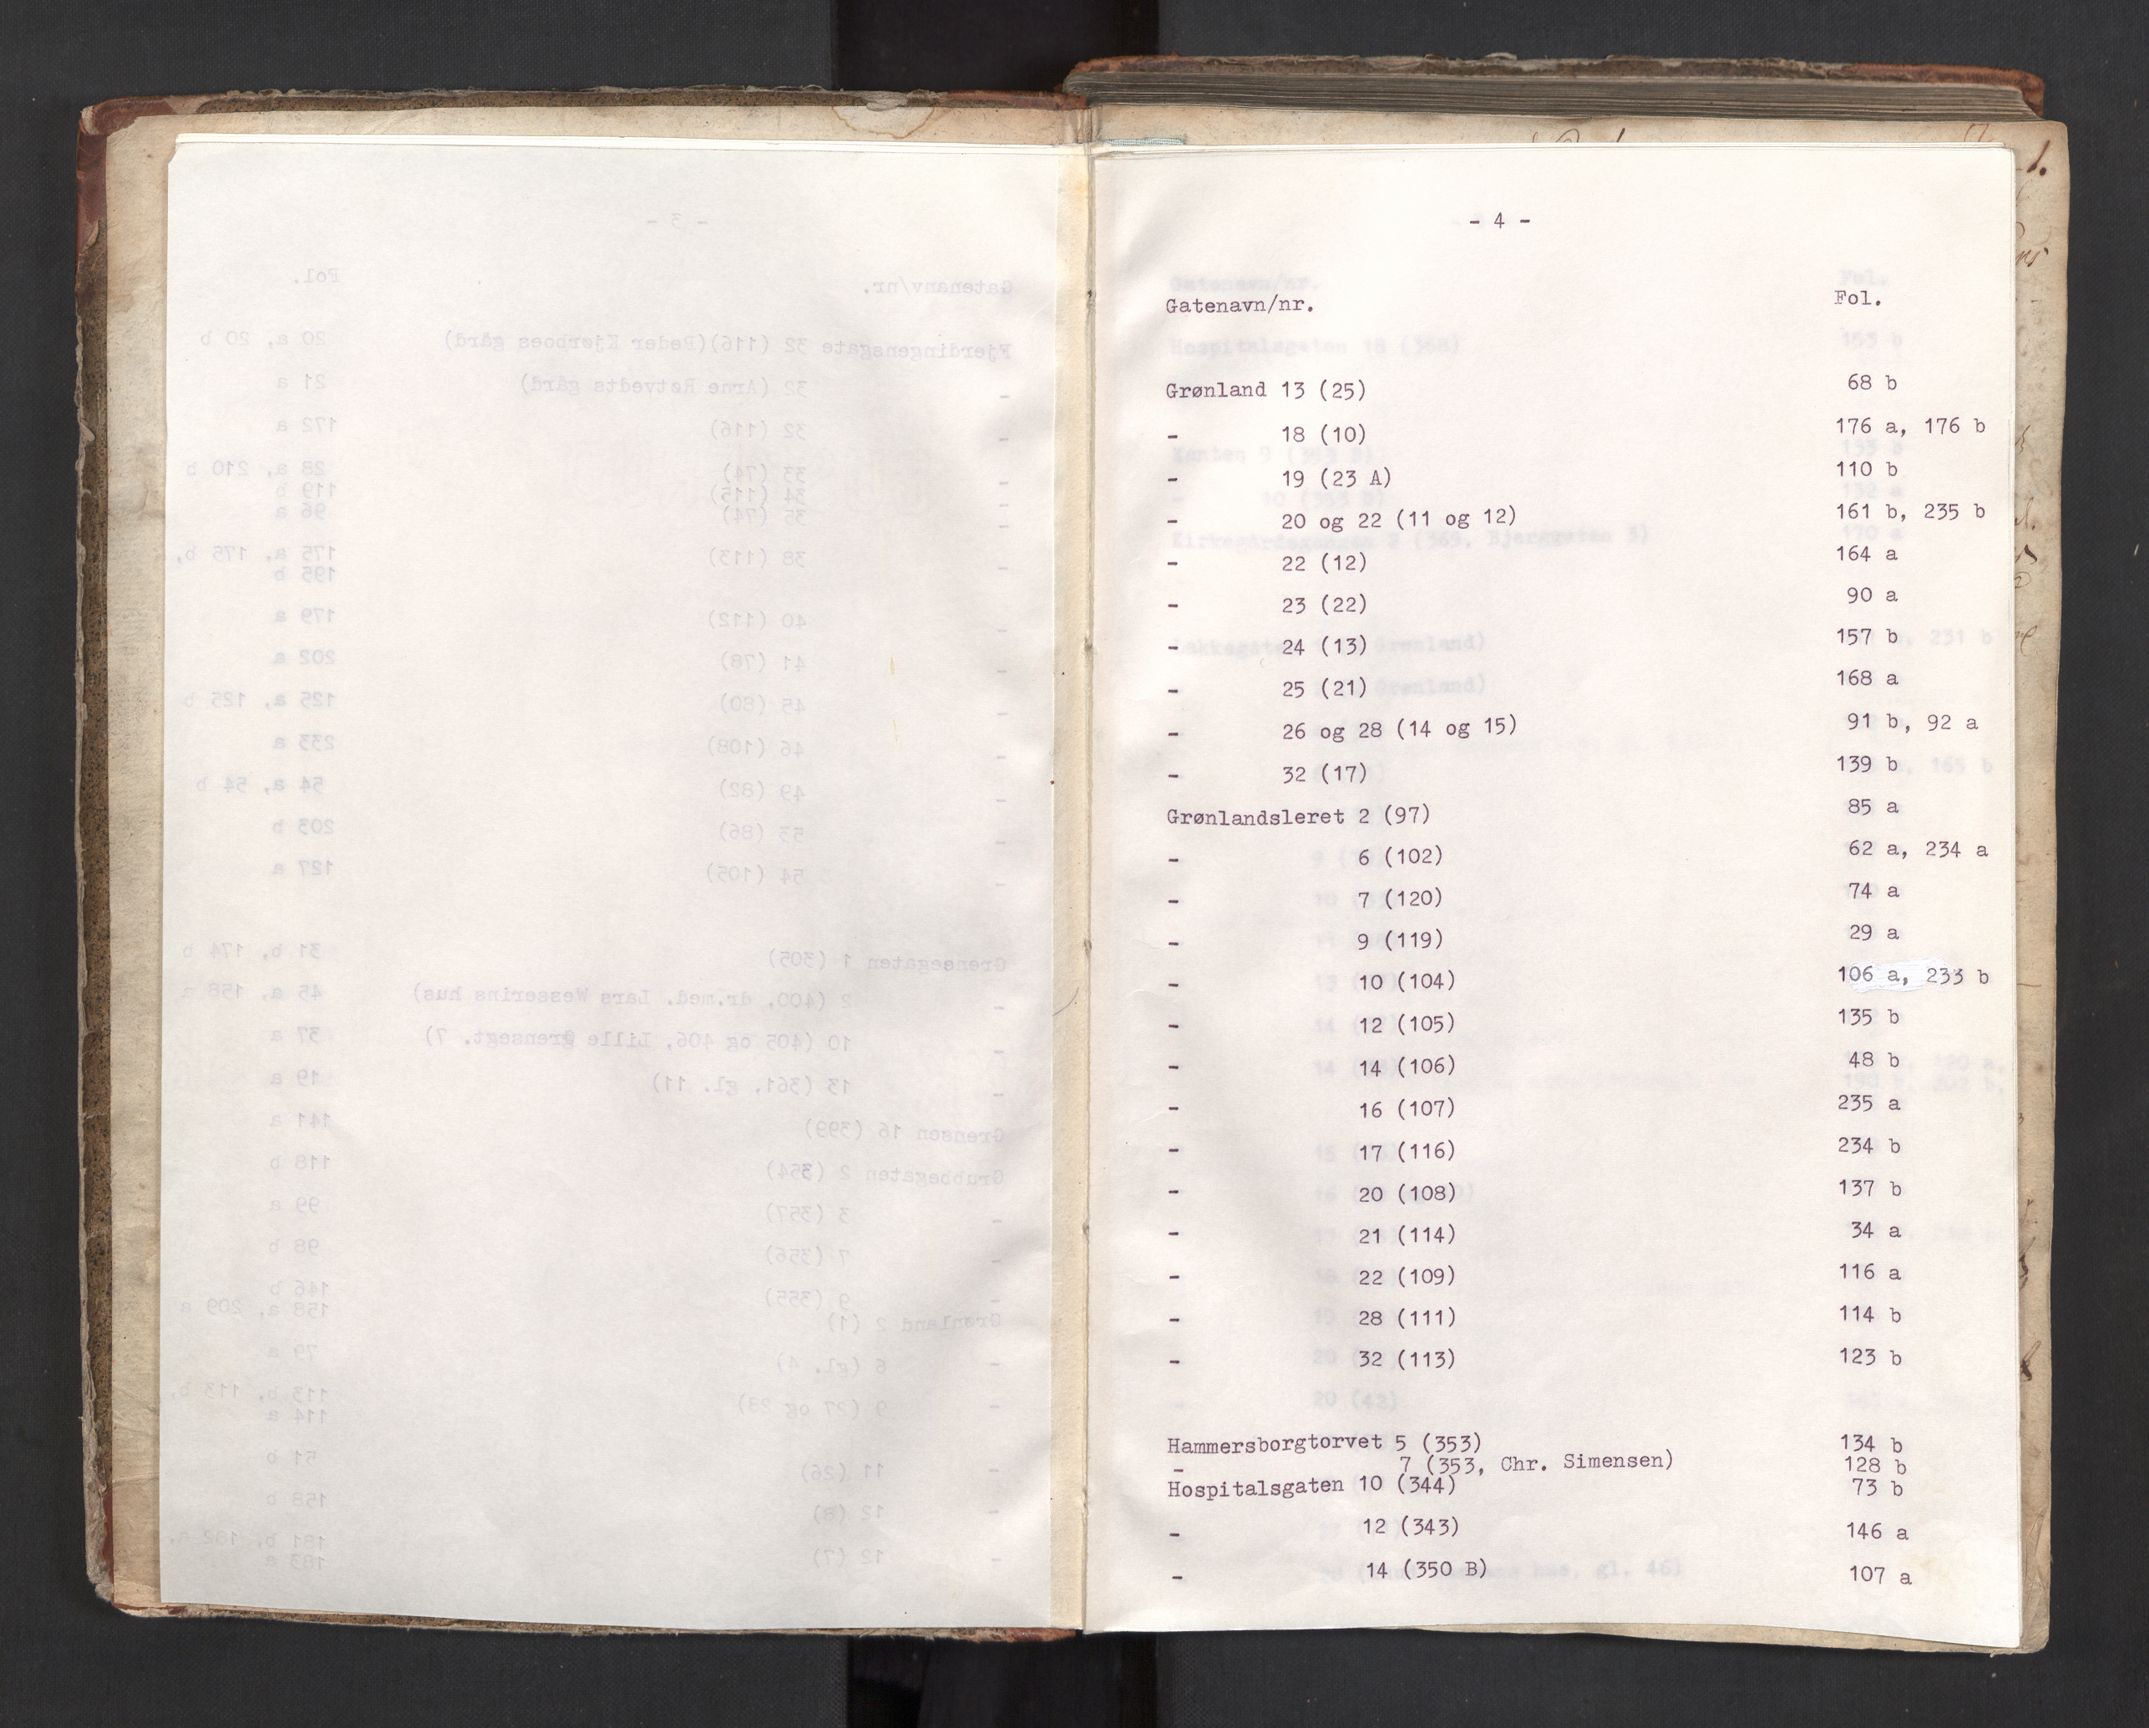 - 4 -
Gatenavn/nr. Fol.
Grønland 13 (25) 68 b
- 18 (10) 176 a, 176 b
- 19 (23 A) 110 b
- 20 og 22 (11 og 12) 161 b, 235 b
- 22 (12) 164 a
- 23 (22) 90 a
- 24 (13) 157 b
- 25 (21) 168 a
- 26 og 28 (14 og 15) 91 b, 92 a
- 32 (17) 139 b
Grønlandsleret 2 (97) 85 a
- 6 (102) 62 a, 234 a
- 7 (120) 74 a
- 9 (119) 29 a
- 10 (104) 106 a, 233 b
- 12 (105) 135 b
- 14 (106) 48 b
- 16 (107) 235 a
- 17 (116) 234 b
- 20 (108) 137 b
- 21 (114) 34 a
- 22 (109) 116 a
- 28 (111) 114 b
- 32 (113) 123 b
Hammersborgtorvet 5 (353) 134 b
- 7 (353, Chr. Simensen) 128 b
Hospitalsgaten 10 (344) 73 b
- 12 (343) 146 a
- 14 (350 B) 107 a